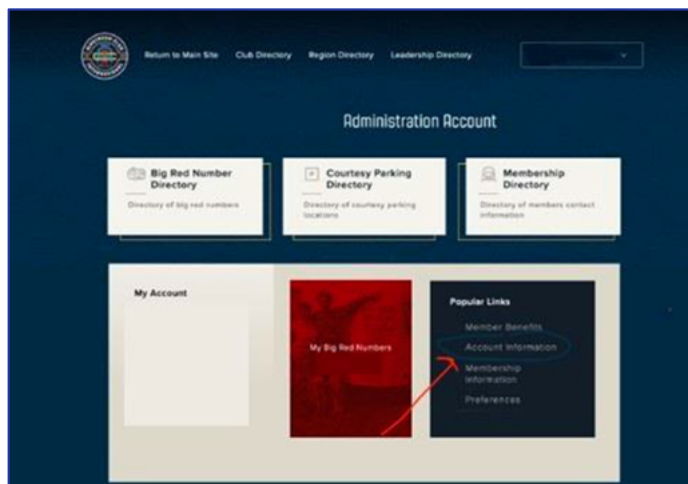 Return to Main Site Club Directory Region Directory Leadership Directory
Administration Account
Big Red Number
Directory
Directory of big red numbers
Courtesy Parking
Directory
Directory of courtesy parking
locations
Membership
Directory
Directory of members contact
information
My Account
My Big Red Numbers
Popular Links
Member Benefits
Account Information
Membership
Information
Preferences